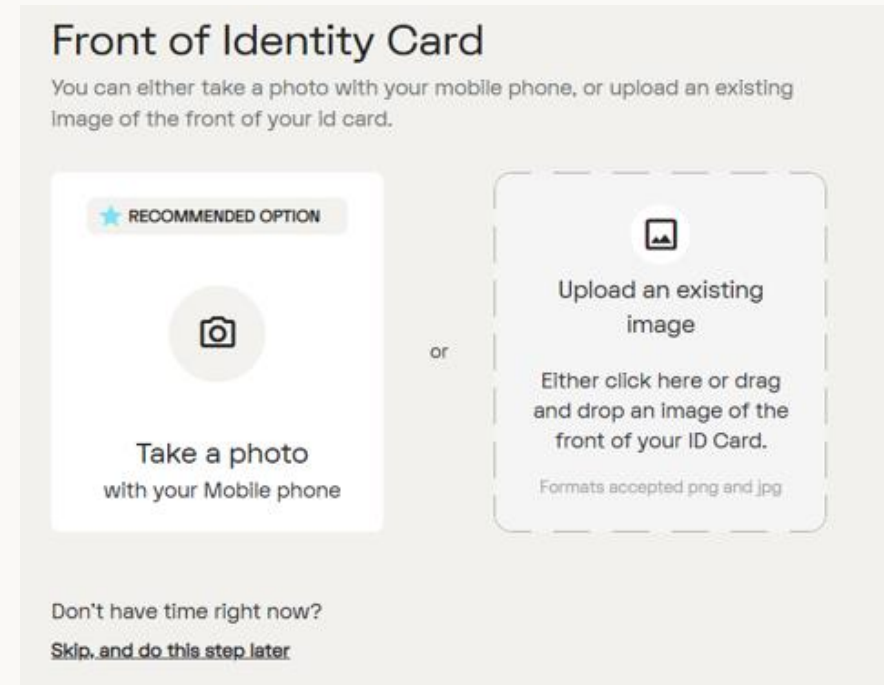 Front of Identity Card
You can either take a photo with your mobile phone, or upload an existing
image of the front of your id card.
RECOMMENDED OPTION
Take a photo
with your Mobile phone
or
Upload an existing
image
Either click here or drag
and drop an image of the
front of your ID Card.
Formats accepted png and jpg
Don't have time right now?
Skip, and do this step later